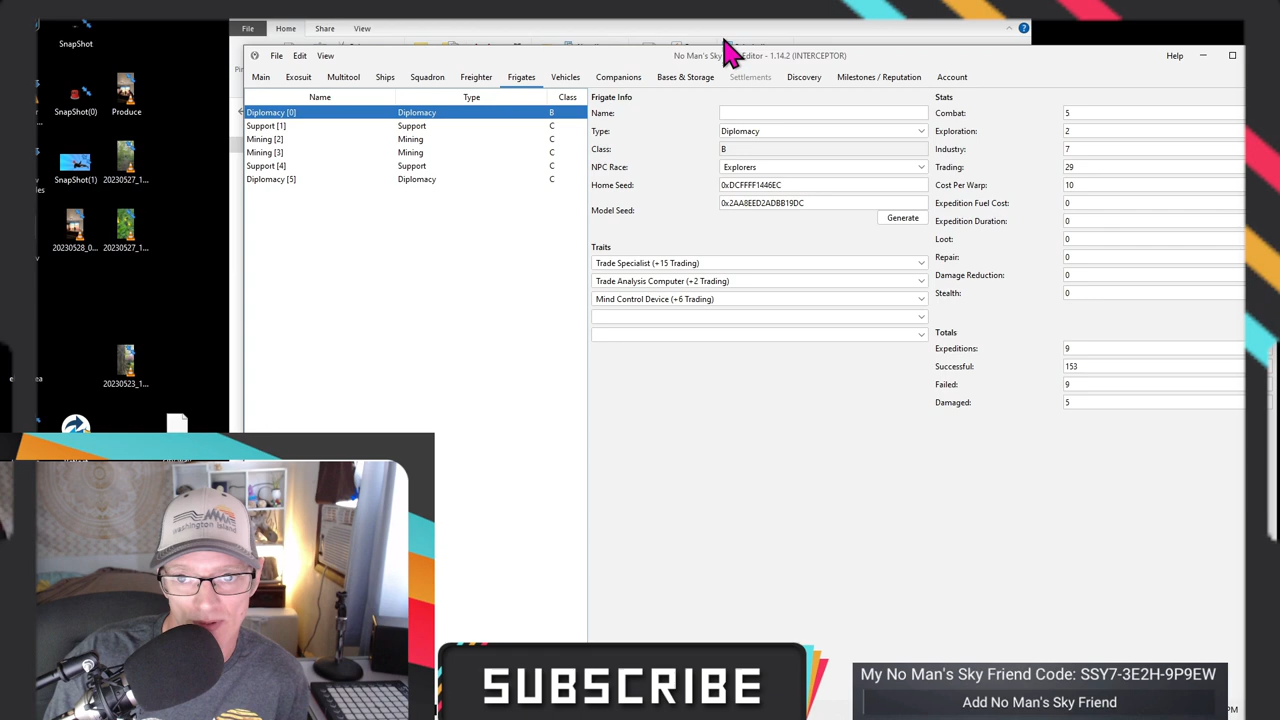 SnapShot
SnapShot(0)
Produce
SnapShot(1)
20230527_1...
20230528_0...
20230527_1...
20230523_1...
File Home Share View
File Edit View
No Man's Sky Editor - 1.14.2 (INTERCEPTOR)
Help
Main Exosuit Multitool Ships Squadron Freighter Frigates Vehicles Companions Bases & Storage Settlements Discovery Milestones / Reputation Account
Name Type Class
Diplomacy [0] Diplomacy B
Support [1] Support C
Mining [2] Mining C
Mining [3] Mining C
Support [4] Support C
Diplomacy [5] Diplomacy C
Frigate Info
Name:
Type: Diplomacy
Class: B
NPC Race: Explorers
Home Seed: 0xDCFFFF1446EC
Model Seed: 0x2AA8EED2ADBB19DC
Generate
Traits
Trade Specialist (+15 Trading)
Trade Analysis Computer (+2 Trading)
Mind Control Device (+6 Trading)
Stats
Combat: 5
Exploration: 2
Industry: 7
Trading: 29
Cost Per Warp: 10
Expedition Fuel Cost: 0
Expedition Duration: 0
Loot: 0
Repair: 0
Damage Reduction: 0
Stealth: 0
Totals
Expeditions: 9
Successful: 153
Failed: 9
Damaged: 5
washington island
SUBSCRIBE
My No Man's Sky Friend Code: SSY7-3E2H-9P9EW
Add No Man's Sky Friend
PM